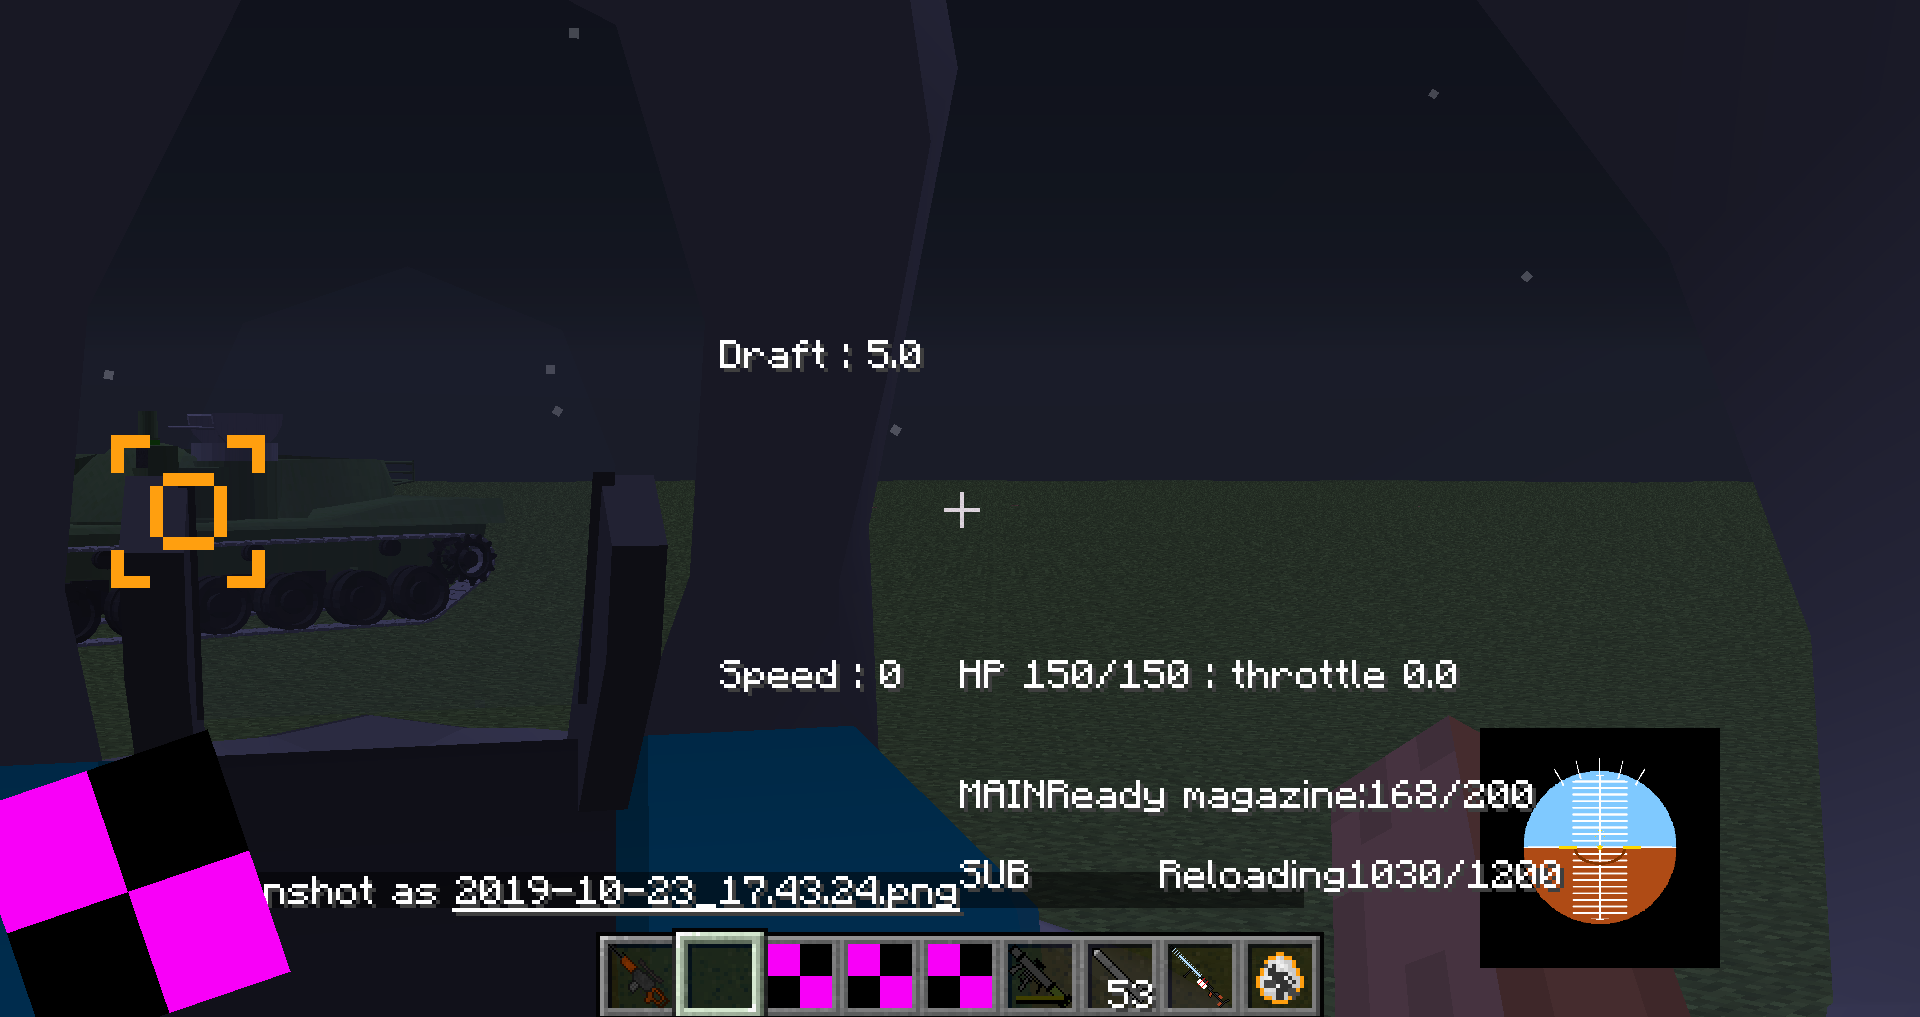 Draft : 5.0
Speed : 0 HP 150/150 : throttle 0.0
MAINReady magazine:168/200
SUB Reloading1030/1200
nshot as 2019-10-23_17.43.24.png
53